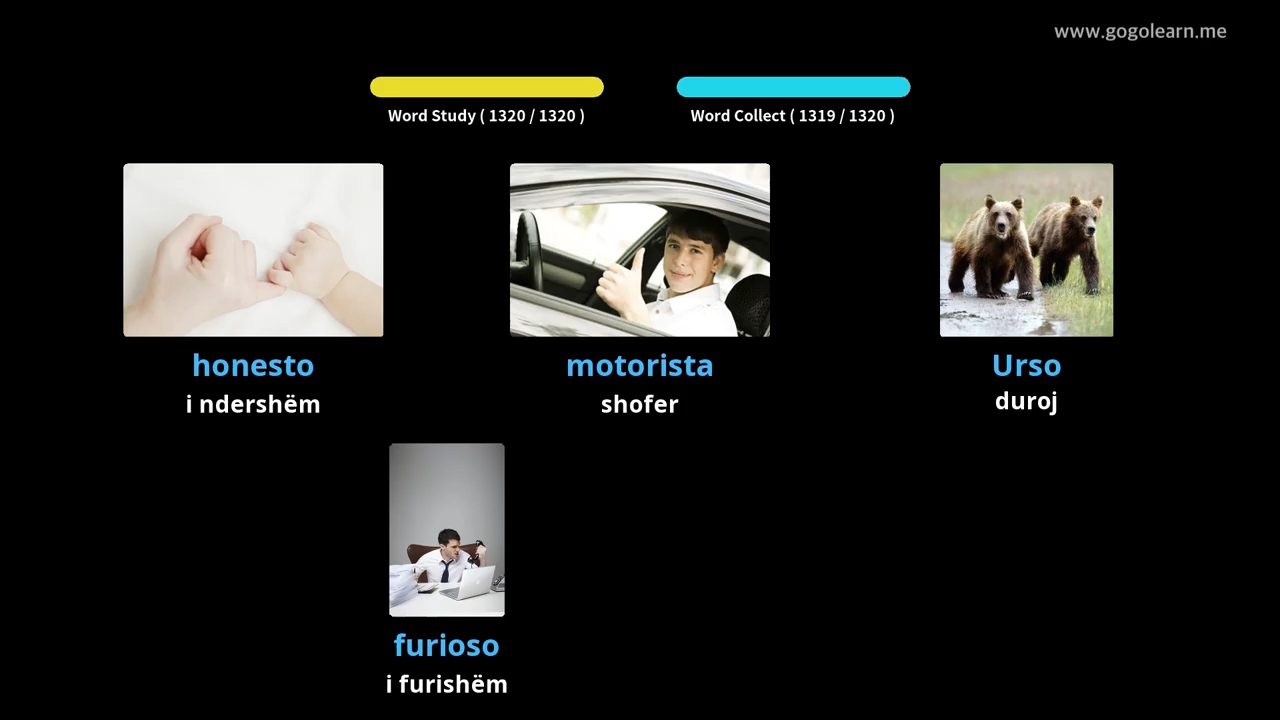 www.gogolearn.me
Word Study ( 1320 / 1320 )
Word Collect ( 1319 / 1320 )
honesto
i ndershëm
motorista
shofer
Urso
duroj
furioso
i furishëm